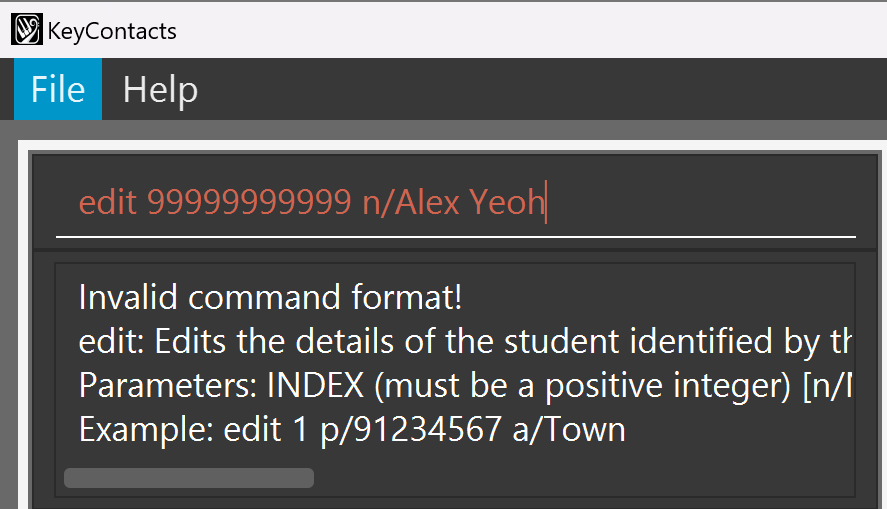 KeyContacts
File Help
edit 99999999999 n/Alex Yeoh
Invalid command format!
edit: Edits the details of the student identified by th
Parameters: INDEX (must be a positive integer) [n/
Example: edit 1 p/91234567 a/Town